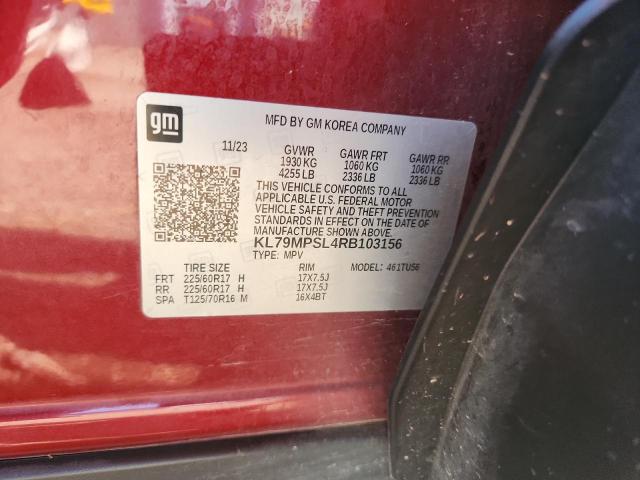 gm
MFD BY GM KOREA COMPANY
11/23 GVWR GAWR FRT GAWR RR
1930 KG 1060 KG 1060 KG
4255 LB 2336 LB 2336 LB
THIS VEHICLE CONFORMS TO ALL
APPLICABLE U.S. FEDERAL MOTOR
VEHICLE SAFETY AND THEFT PREVENTION
STANDARDS IN EFFECT ON THE DATE OF
MANUFACTURE SHOWN ABOVE.
KL79MPSL4RB103156
TYPE: MPV MODEL: 461TU56
TIRE SIZE RIM
FRT 225/60R17 H 17X7.5J
RR 225/60R17 H 17X7.5J
SPA T125/70R16 M 16X4BT